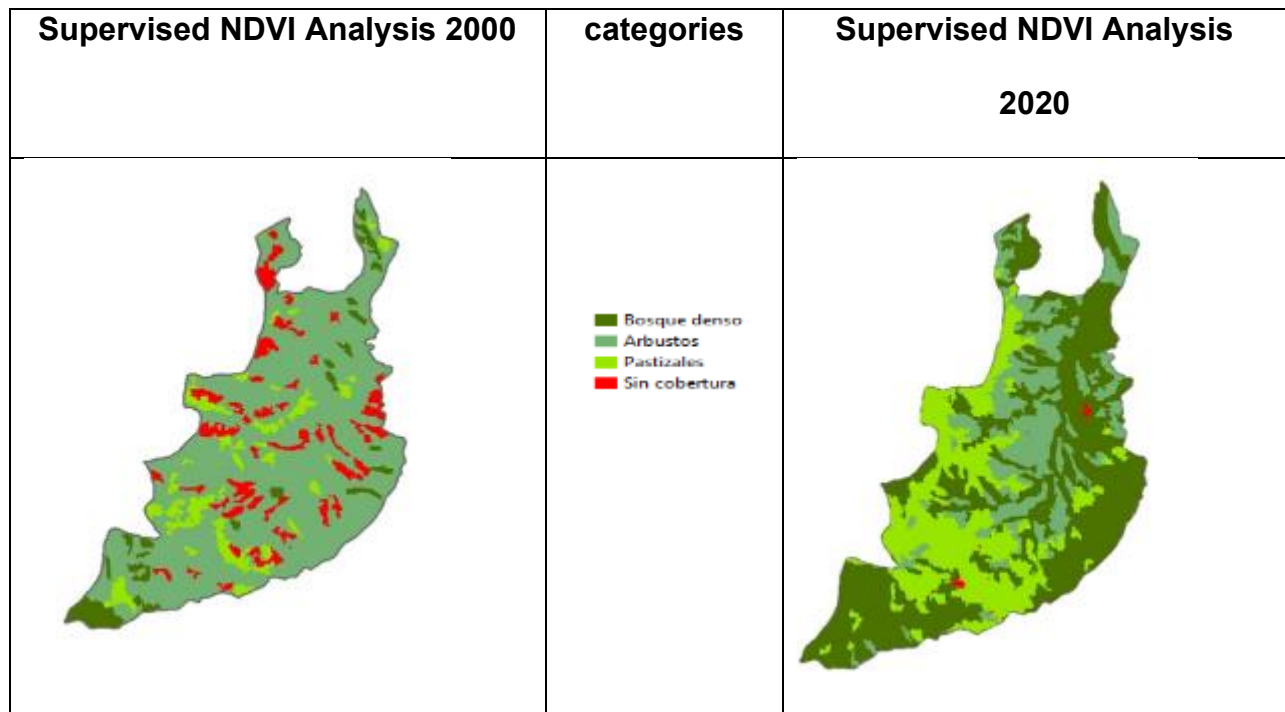 Supervised NDVI Analysis 2000
categories
Supervised NDVI Analysis
2020
Bosque denso
Arbustos
Pastizales
Sin cobertura